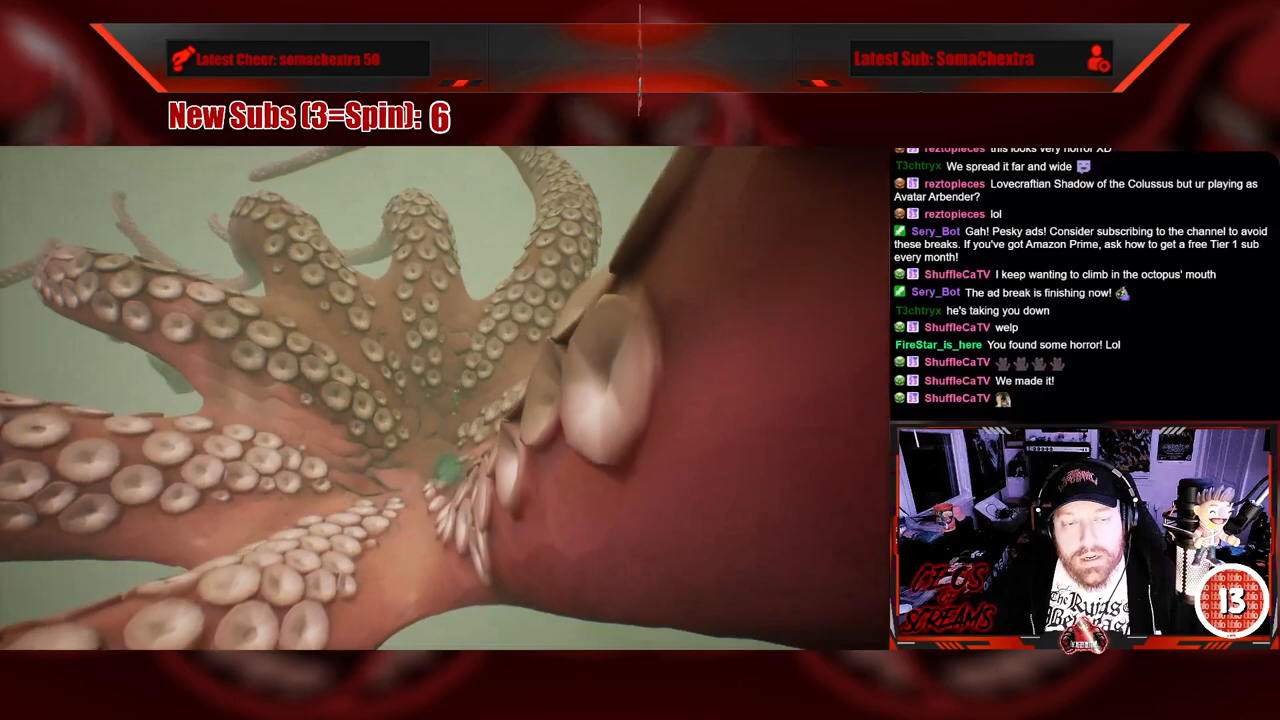 Latest Cheer: somachextra 50
Latest Sub: SomaChextra
New Subs (3=Spin): 6
reztopieces this looks very horror XD
T3chtryx We spread it far and wide
reztopieces Lovecraftian Shadow of the Colussus but ur playing as
Avatar Arbender?
reztopieces lol
Sery_Bot Gah! Pesky ads! Consider subscribing to the channel to avoid
these breaks. If you've got Amazon Prime, ask how to get a free Tier 1 sub
every month!
ShuffleCaTV I keep wanting to climb in the octopus' mouth
Sery_Bot The ad break is finishing now!
T3chtryx he's taking you down
ShuffleCaTV welp
FireStar_is_here You found some horror! Lol
ShuffleCaTV
ShuffleCaTV We made it!
ShuffleCaTV
SCREAMS
The
13